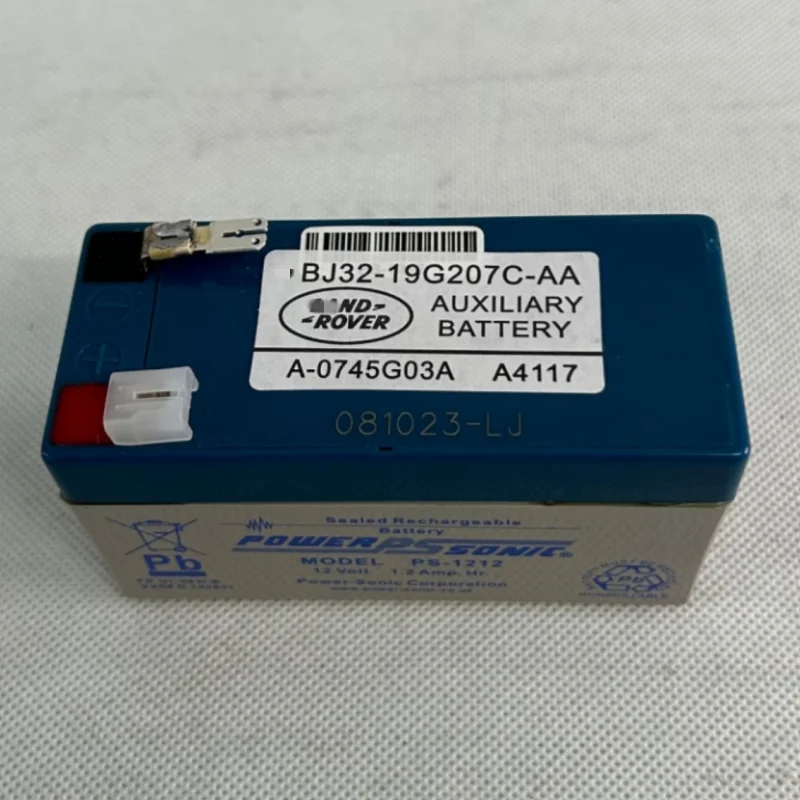 BJ32-19G207C-AA
AUXILIARY
BATTERY
ROVER
A-0745G03A A4117
081023-LJ
Sealed Rechargeable
Battery
POWER PS SONIC®
MODEL PS-1212
12 Volt 1.2 Amp. Hr.
Power-Sonic Corporation
Pb
Pb